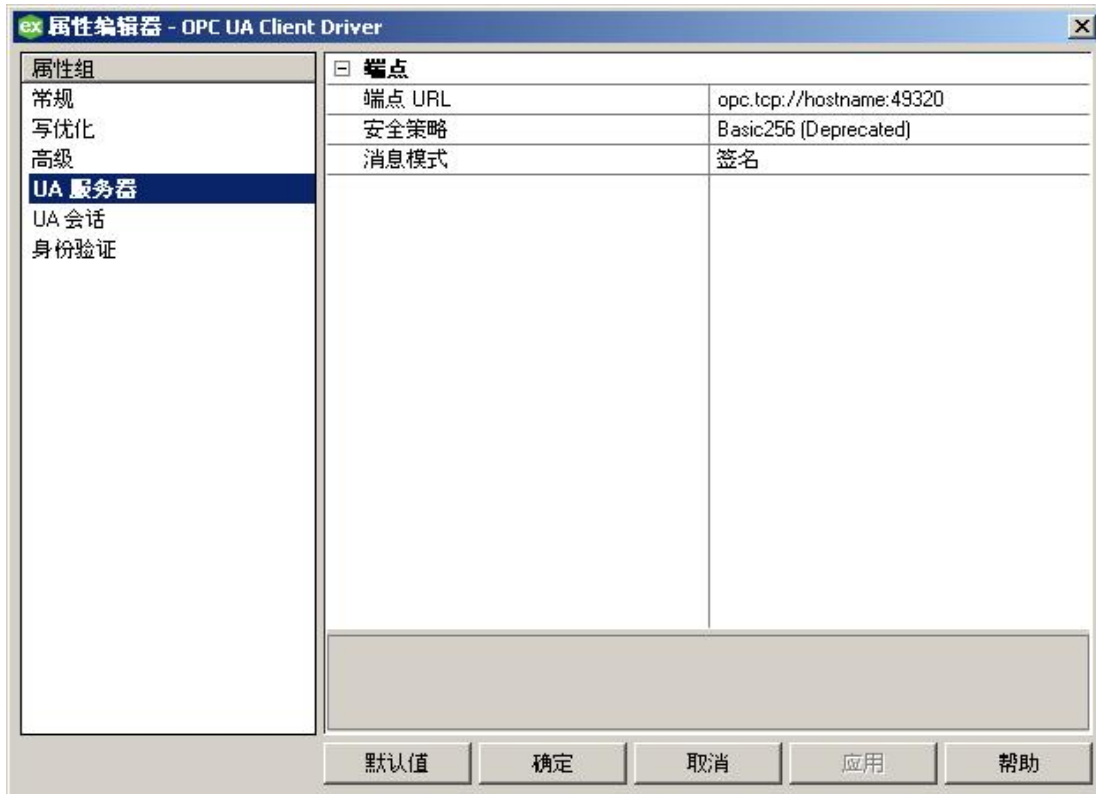 ex 属性编辑器 - OPC UA Client Driver
属性组
常规
写优化
高级
UA 服务器
UA 会话
身份验证
端点
端点 URL opc.tcp://hostname:49320
安全策略 Basic256 (Deprecated)
消息模式 签名
默认值 确定 取消 应用 帮助